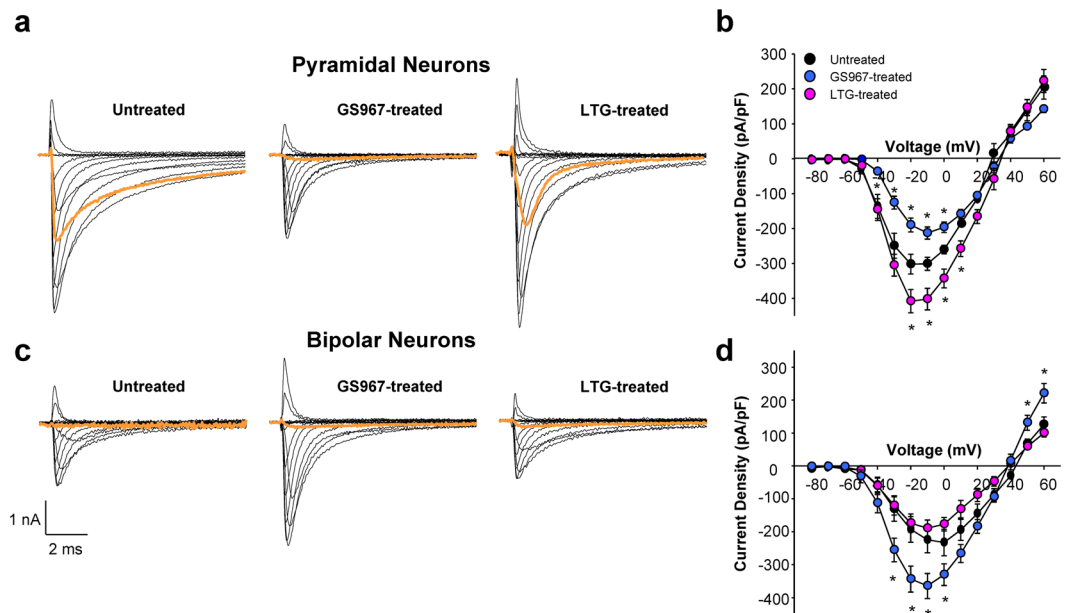 a
Pyramidal Neurons
Untreated
GS967-treated
LTG-treated
b
300
200
100
0
-100
-200
-300
-400
Current Density (pA/pF)
Untreated
GS967-treated
LTG-treated
Voltage (mV)
-80 -60 -40 -20 0 20 40 60
* * * * *
* * * *
c
Bipolar Neurons
Untreated
GS967-treated
LTG-treated
1 nA
2 ms
d
300
200
100
0
-100
-200
-300
-400
Current Density (pA/pF)
Voltage (mV)
-80 -60 -40 -20 0 20 40 60
* *
* * * *